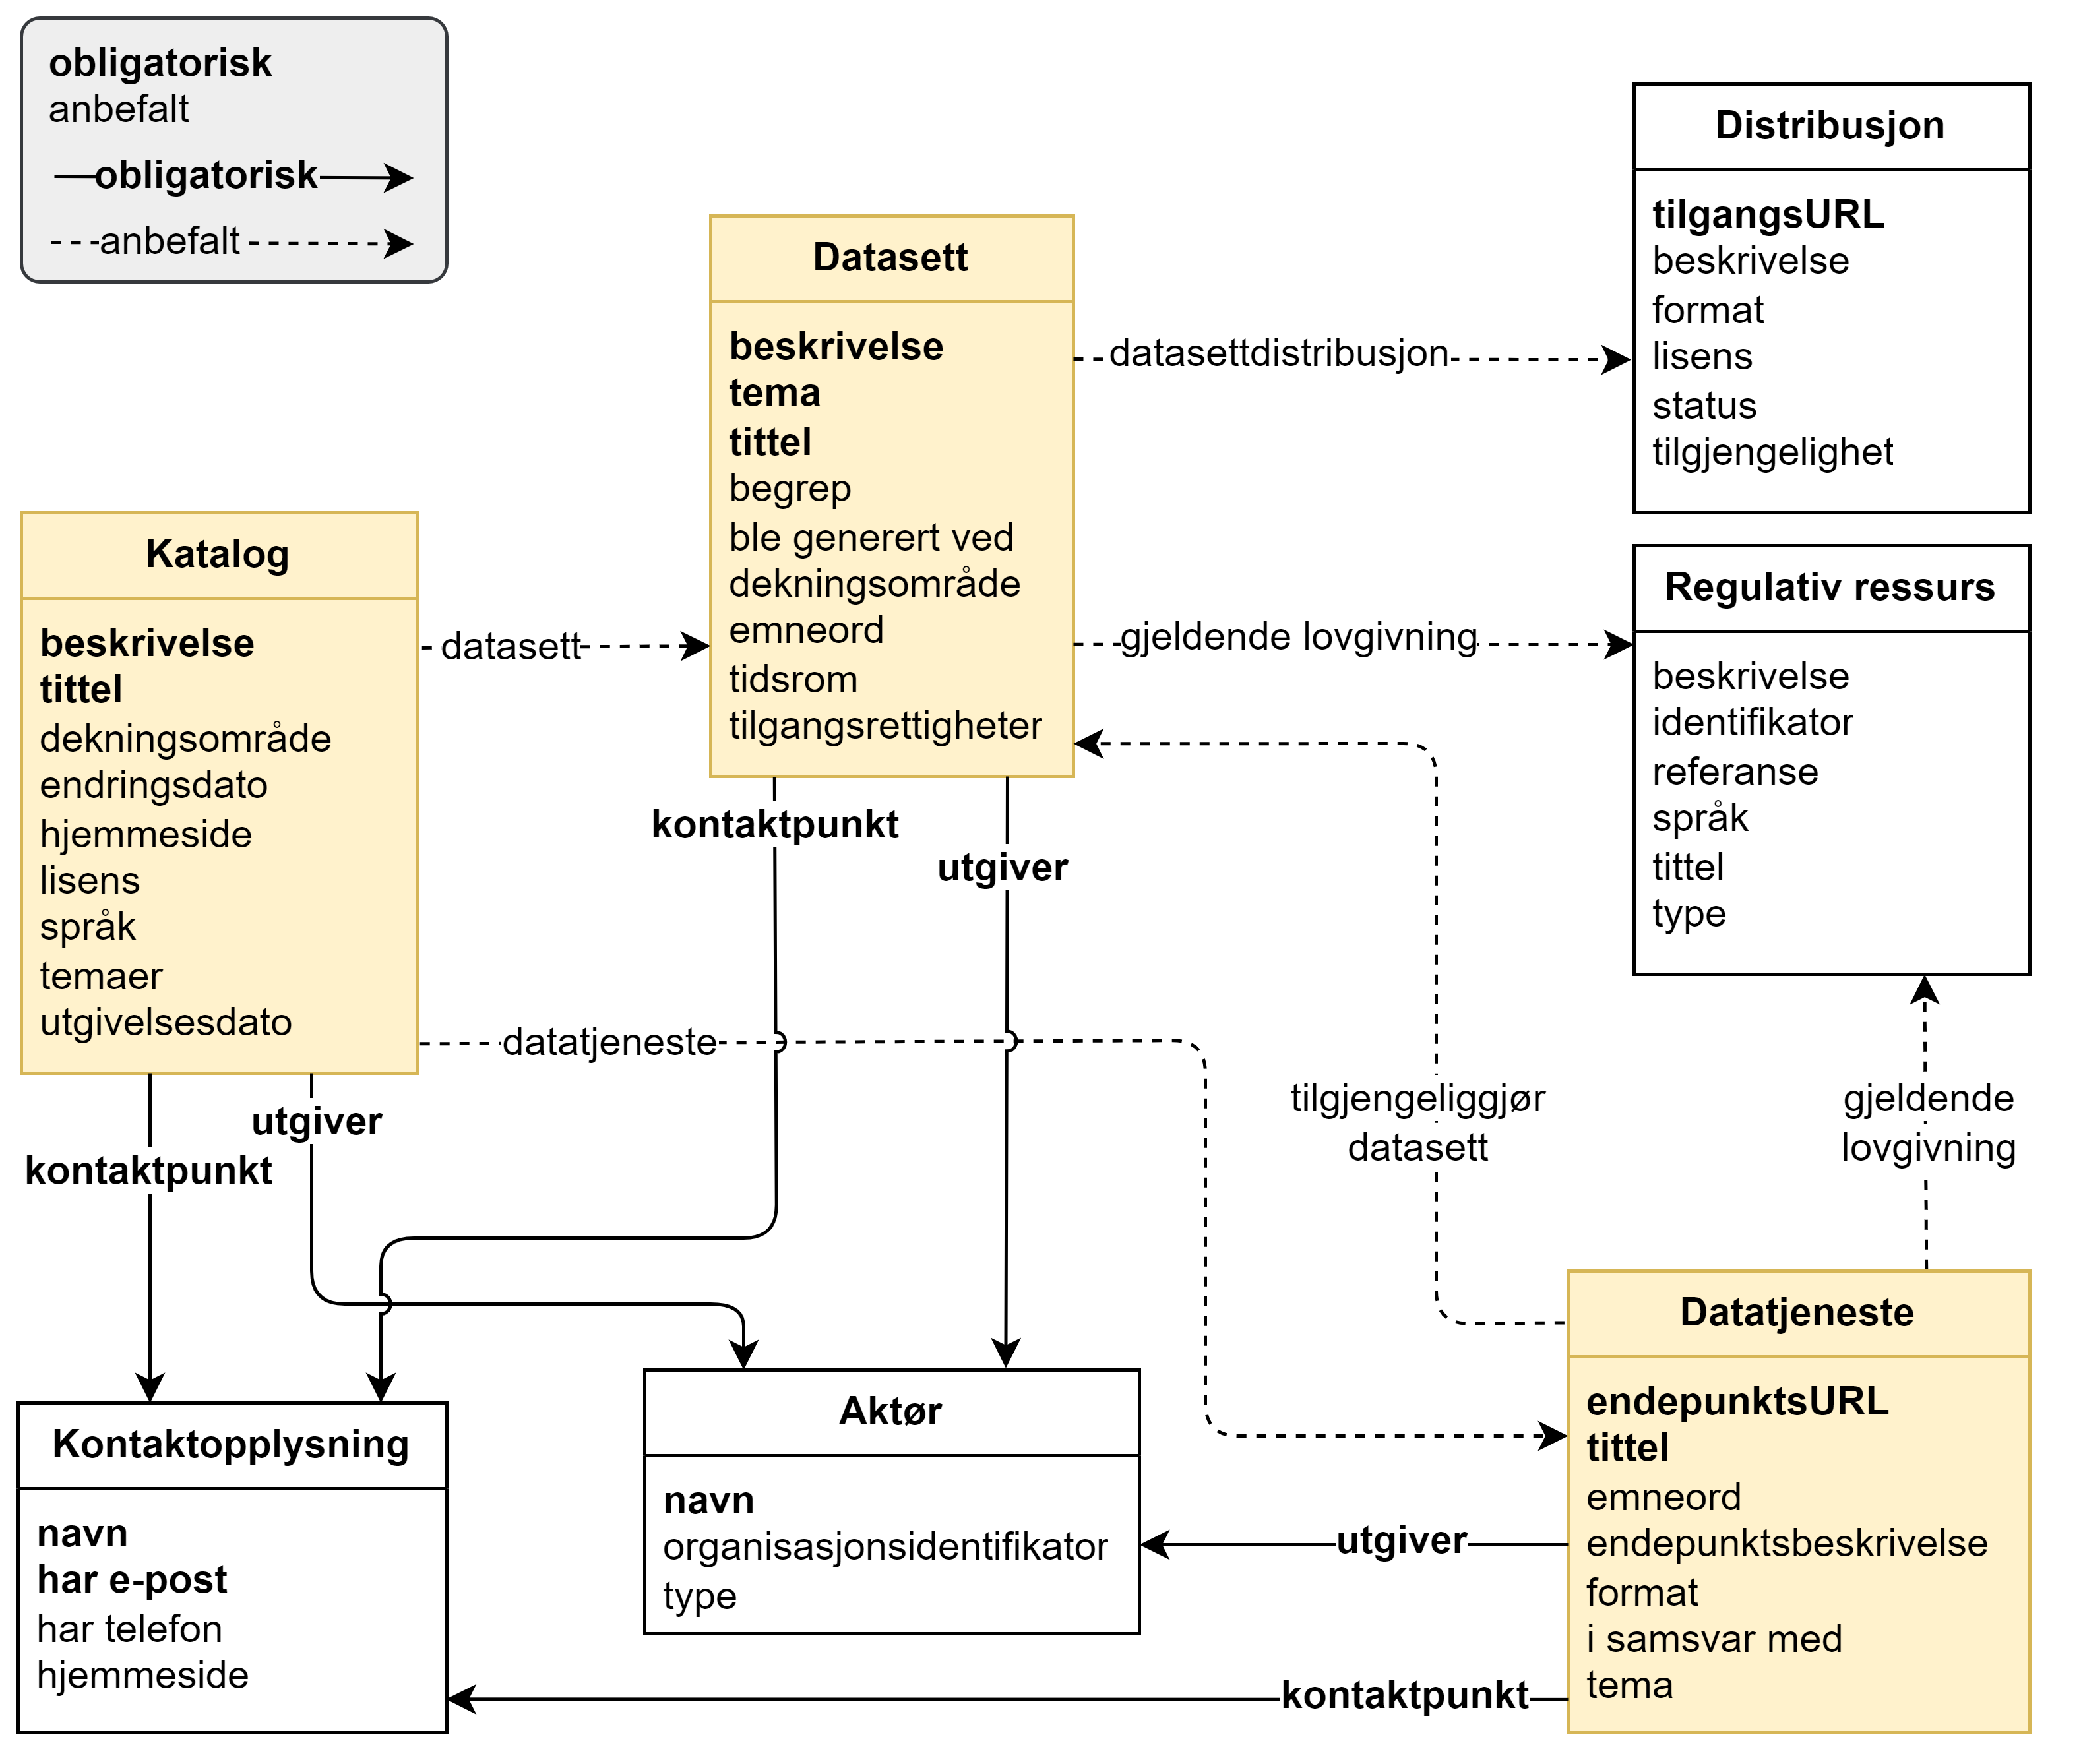 obligatorisk
anbefalt
obligatorisk
anbefalt
Distribusjon
tilgangsURL
beskrivelse
format
lisens
status
tilgjengelighet
Datasett
beskrivelse
tema
tittel
begrep
ble generert ved
dekningsområde
emneord
tidsrom
tilgangsrettigheter
datasettdistribusjon
gjeldende lovgivning
Regulativ ressurs
beskrivelse
identifikator
referanse
språk
tittel
type
Katalog
beskrivelse
tittel
dekningsområde
endringsdato
hjemmeside
lisens
språk
temaer
utgivelsesdato
datasett
kontaktpunkt
utgiver
datatjeneste
utgiver
kontaktpunkt
tilgjengeliggjør
datasett
gjeldende
lovgivning
Kontaktopplysning
navn
har e-post
har telefon
hjemmeside
Aktør
navn
organisasjonsidentifikator
type
Datatjeneste
endepunktsURL
tittel
emneord
endepunktsbeskrivelse
format
i samsvar med
tema
utgiver
kontaktpunkt